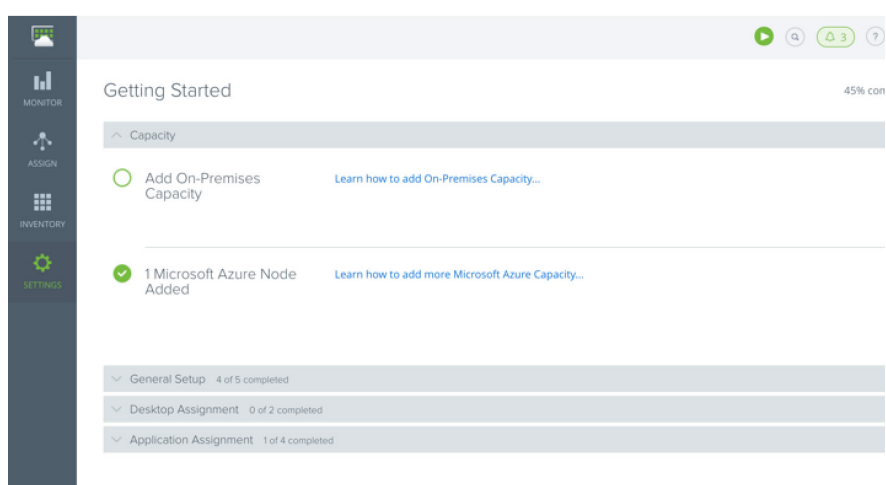 3
?
MONITOR
ASSIGN
INVENTORY
SETTINGS
Getting Started
45% com
Capacity
Add On-Premises
Capacity
Learn how to add On-Premises Capacity...
1 Microsoft Azure Node
Added
Learn how to add more Microsoft Azure Capacity...
General Setup 4 of 5 completed
Desktop Assignment 0 of 2 completed
Application Assignment 1 of 4 completed